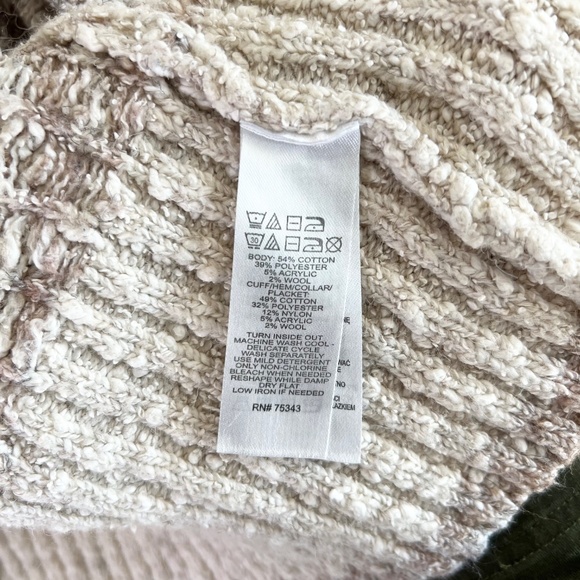 30
BODY: 54% COTTON
39% POLYESTER
5% ACRYLIC
2% WOOL
CUFF/HEM/COLLAR/
PLACKET:
49% COTTON
32% POLYESTER
12% NYLON
5% ACRYLIC
2% WOOL
TURN INSIDE OUT
MACHINE WASH COOL -
DELICATE CYCLE
WASH SEPARATELY
USE MILD DETERGENT
ONLY NON-CHLORINE
BLEACH WHEN NEEDED
RESHAPE WHILE DAMP
DRY FLAT
LOW IRON IF NEEDED
RN# 75343